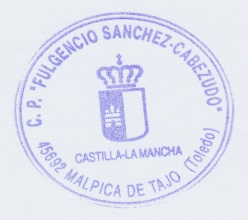 C. P. "FULGENCIO SANCHEZ-CABEZUDO"
CASTILLA-LA MANCHA
45692 MALPICA DE TAJO (Toledo)